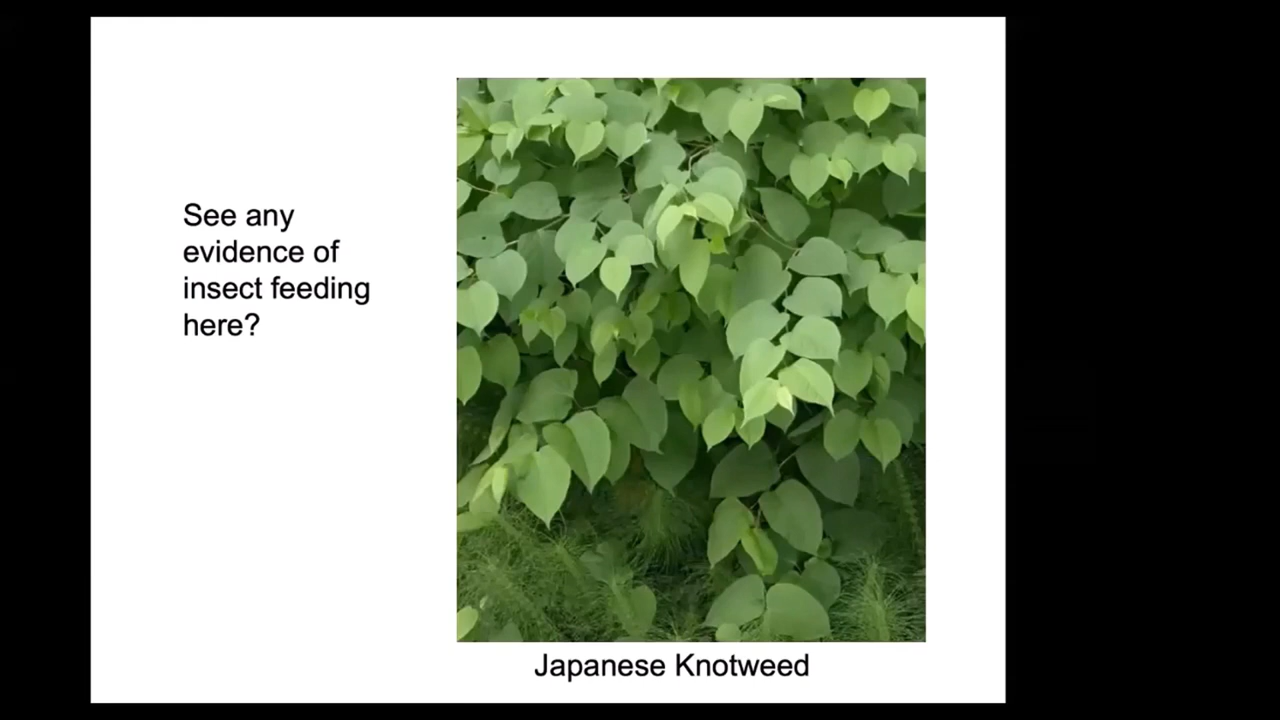 See any
evidence of
insect feeding
here?
Japanese Knotweed